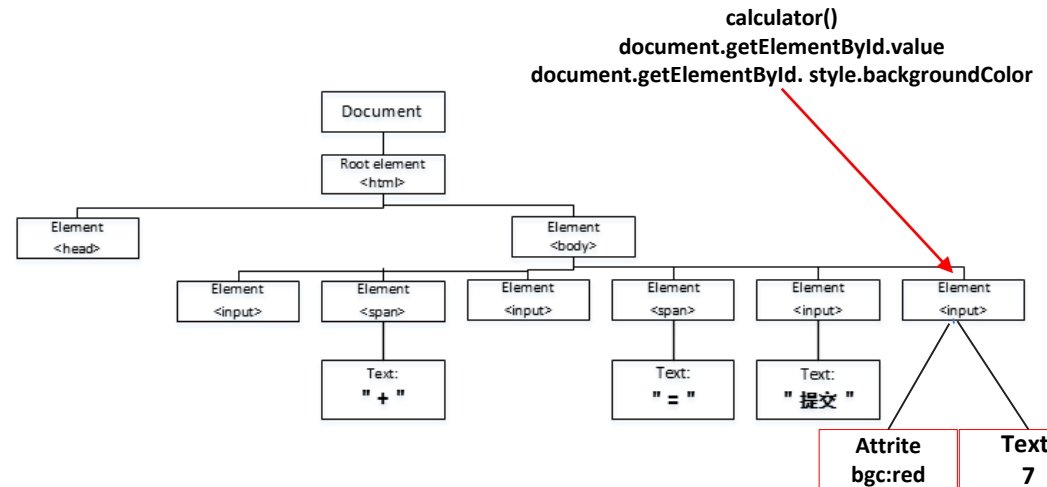 calculator()
document.getElementById.value
document.getElementById. style.backgroundColor
Document
Root element
<html>
Element
<head>
Element
<body>
Element
<input>
Element
<span>
Element
<input>
Element
<span>
Element
<input>
Element
<input>
Text:
" + "
Text:
" = "
Text:
" 提交 "
Attrite
bgc:red
Text
7